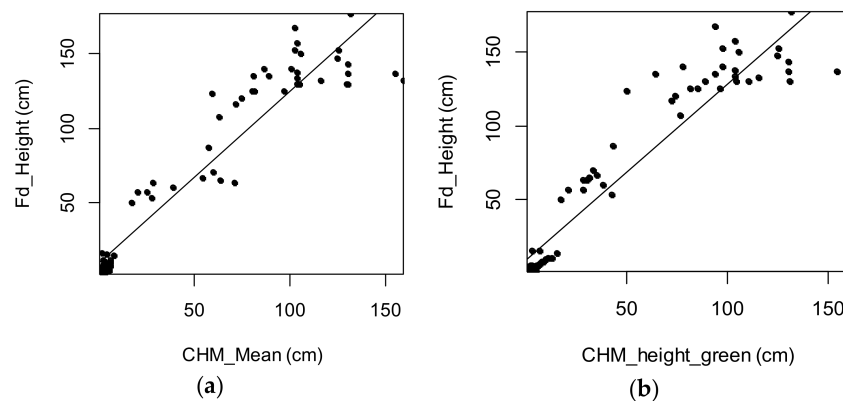 150
100
50
Fd_Height (cm)
50 100 150
CHM_Mean (cm)
(a)
150
100
50
Fd_Height (cm)
50 100 150
CHM_height_green (cm)
(b)